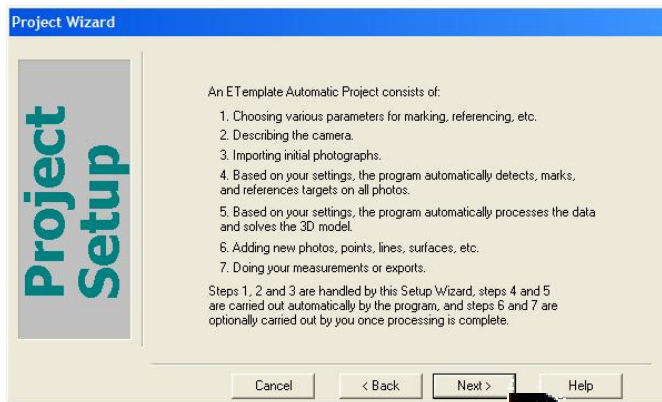 Project Wizard
Project
Setup
An ETemplate Automatic Project consists of:
1. Choosing various parameters for marking, referencing, etc.
2. Describing the camera.
3. Importing initial photographs.
4. Based on your settings, the program automatically detects, marks,
and references targets on all photos.
5. Based on your settings, the program automatically processes the data
and solves the 3D model.
6. Adding new photos, points, lines, surfaces, etc.
7. Doing your measurements or exports.
Steps 1, 2 and 3 are handled by this Setup Wizard, steps 4 and 5
are carried out automatically by the program, and steps 6 and 7 are
optionally carried out by you once processing is complete.
Cancel
< Back
Next >
Help